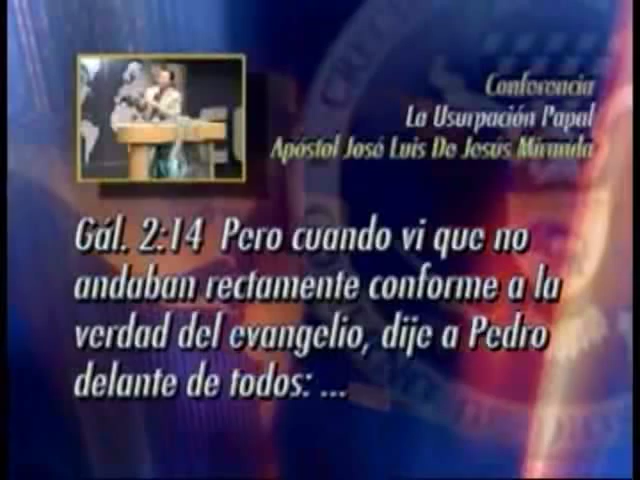 Conferencia
La Usurpación Papal
Apóstol José Luis De Jesús Miranda
Gál. 2:14 Pero cuando vi que no
andaban rectamente conforme a la
verdad del evangelio, dije a Pedro
delante de todos: ...